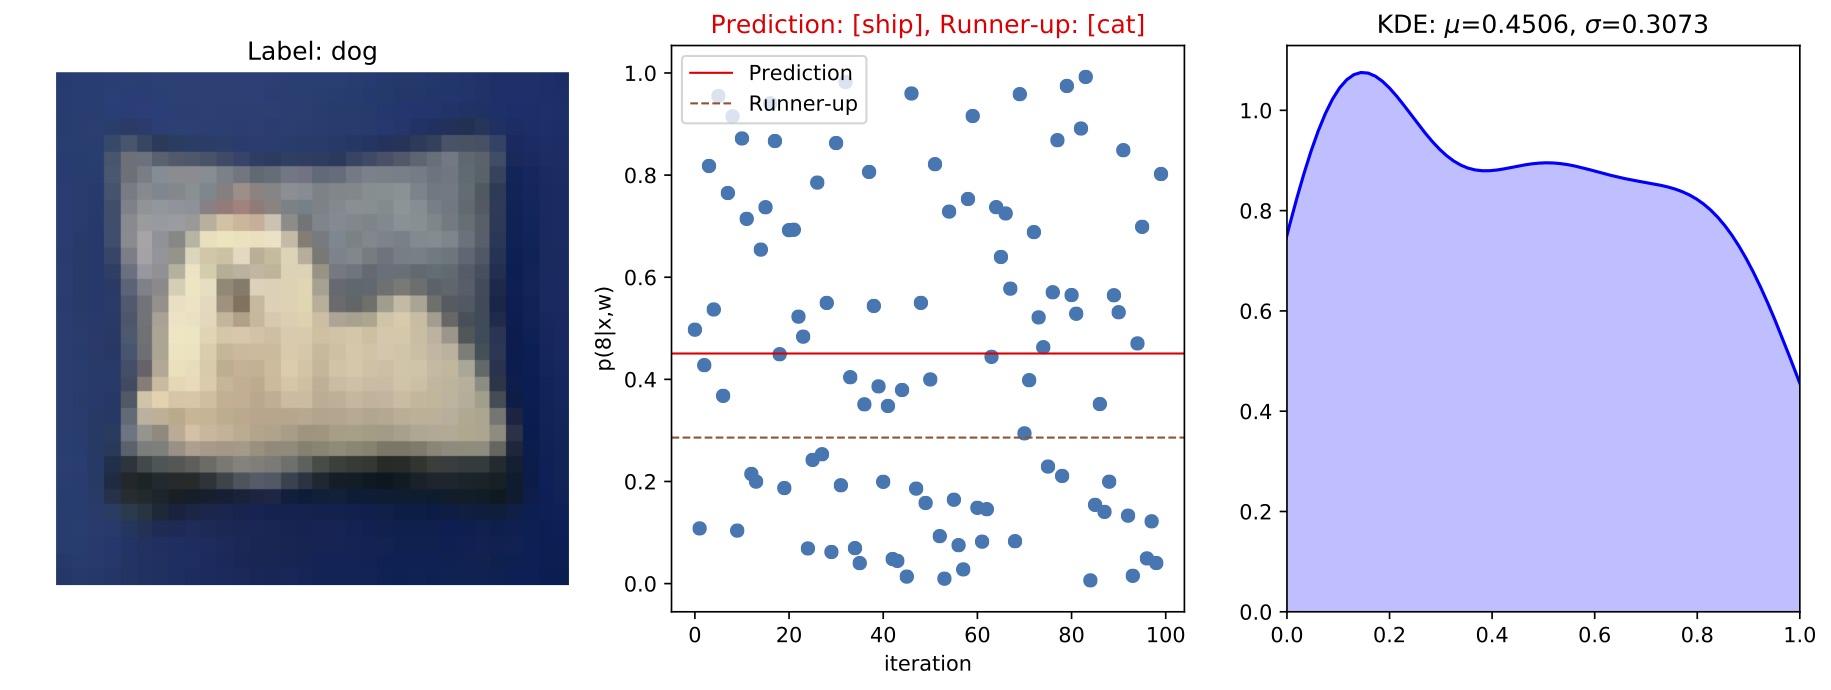 Label: dog
Prediction: [ship], Runner-up: [cat]
Prediction
Runner-up
1.0
0.8
0.6
0.4
0.2
0.0
p(8|x,w)
0 20 40 60 80 100
iteration
KDE: μ=0.4506, σ=0.3073
1.0
0.8
0.6
0.4
0.2
0.0
0.0 0.2 0.4 0.6 0.8 1.0